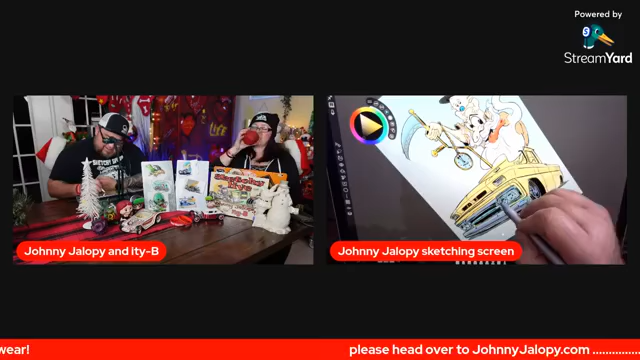 Powered by
StreamYard
Johnny Jalopy and Ity-B
Johnny Jalopy sketching screen
wear!
please head over to JohnnyJalopy.com ..............